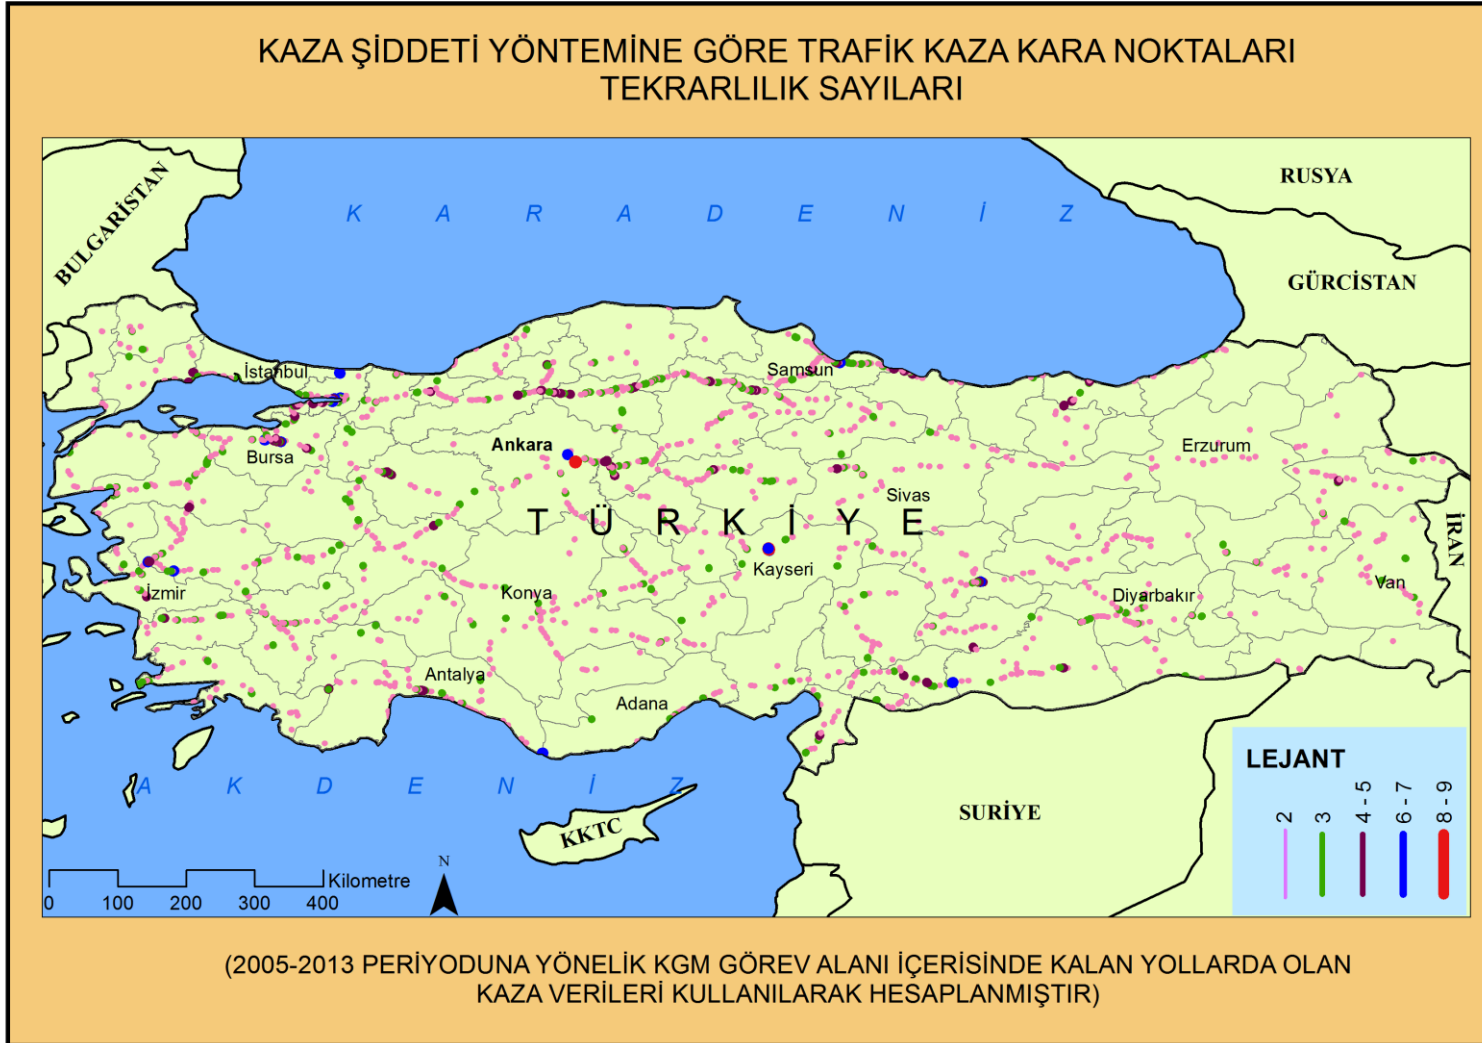 KAZA ŞİDDETİ YÖNTEMİNE GÖRE TRAFİK KAZA KARA NOKTALARI
TEKRARLILIK SAYILARI
RUSYA
BULGARİSTAN
K A R A D E N İ Z
GÜRCİSTAN
İstanbul
Samsun
Ankara
Erzurum
Bursa
Sivas
T Ü R K İ Y E
İRAN
Kayseri
İzmir
Konya
Diyarbakır
Van
Antalya
Adana
A K D E N İ Z
SURİYE
KKTC
LEJANT
2
3
4 - 5
6 - 7
8 - 9
N
Kilometre
0 100 200 300 400
(2005-2013 PERİYODUNA YÖNELİK KGM GÖREV ALANI İÇERİSİNDE KALAN YOLLARDA OLAN
KAZA VERİLERİ KULLANILARAK HESAPLANMIŞTIR)